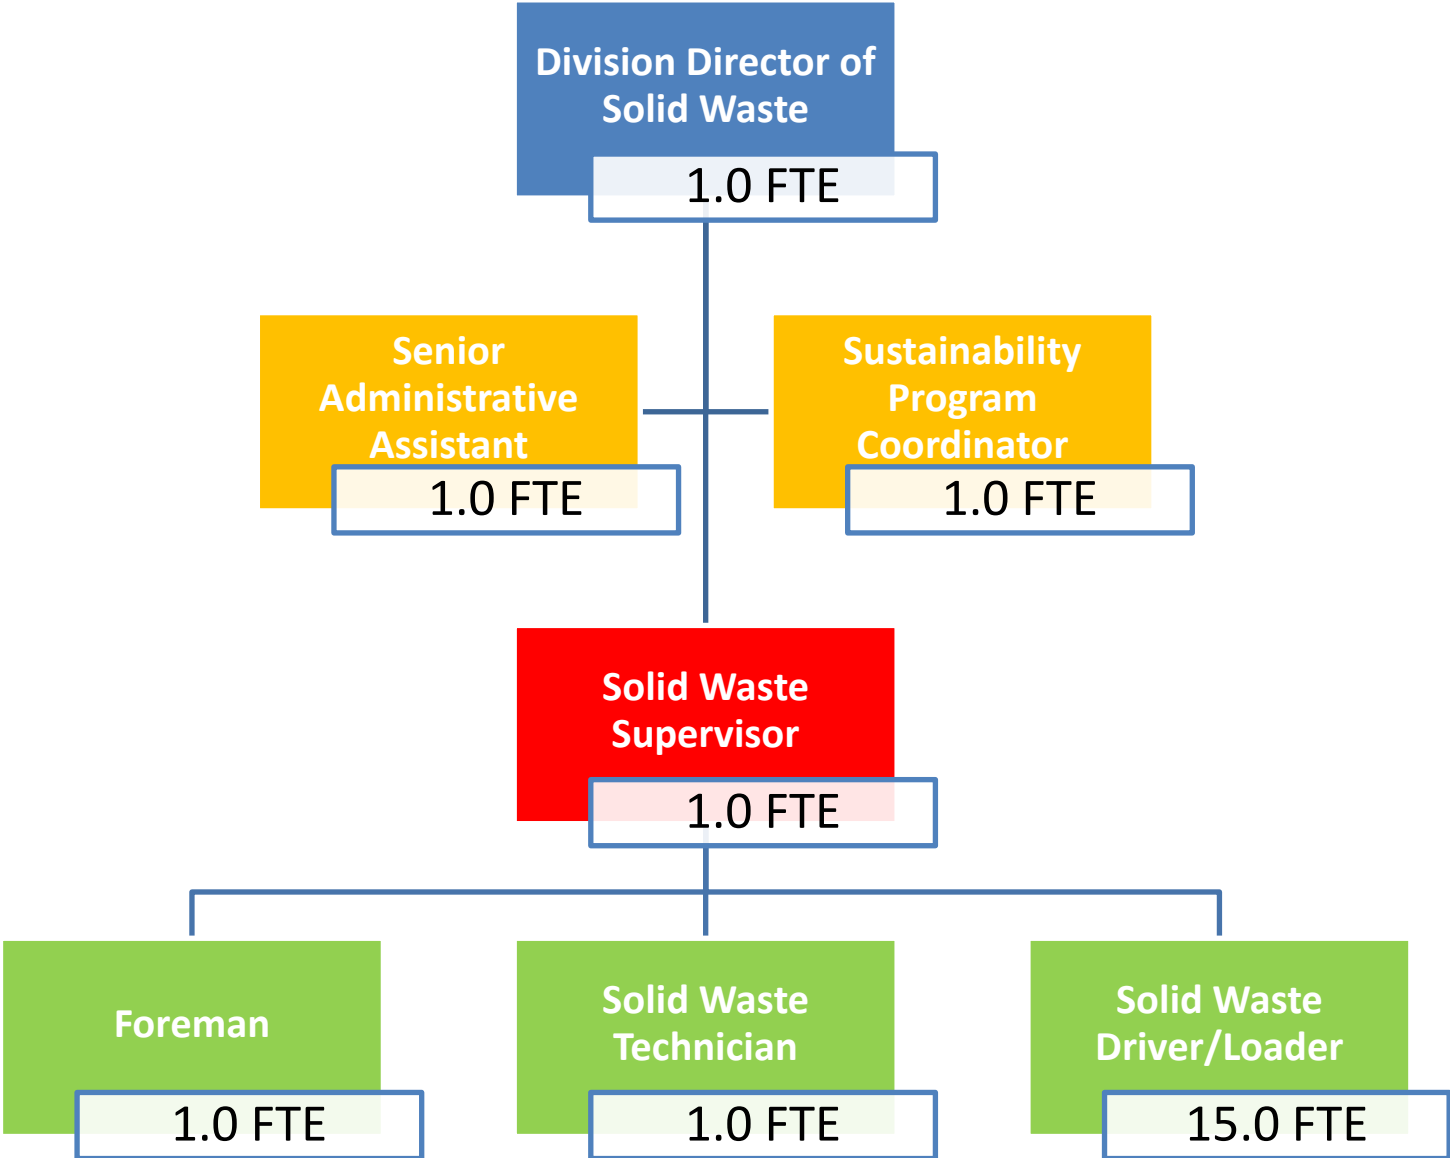 Division Director of
Solid Waste
1.0 FTE
Senior
Administrative
Assistant
1.0 FTE
Sustainability
Program
Coordinator
1.0 FTE
Solid Waste
Supervisor
1.0 FTE
Foreman
1.0 FTE
Solid Waste
Technician
1.0 FTE
Solid Waste
Driver/Loader
15.0 FTE